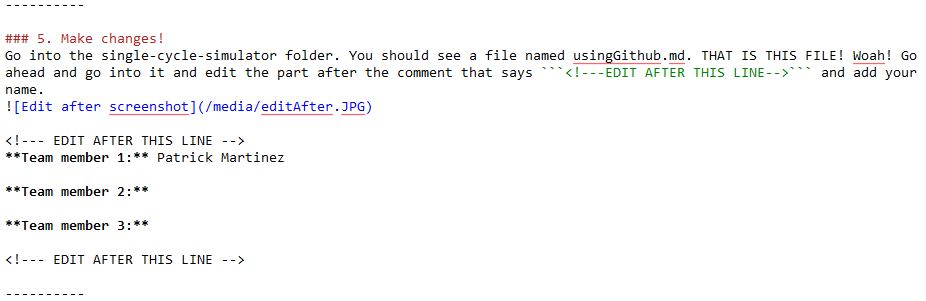 ----------
### 5. Make changes!
Go into the single-cycle-simulator folder. You should see a file named usingGithub.md. THAT IS THIS FILE! Woah! Go
ahead and go into it and edit the part after the comment that says ```<!---EDIT AFTER THIS LINE-->``` and add your
name.
![Edit after screenshot](/media/editAfter.JPG)
<!--- EDIT AFTER THIS LINE -->
**Team member 1:** Patrick Martinez
**Team member 2:**
**Team member 3:**
<!--- EDIT AFTER THIS LINE -->
----------